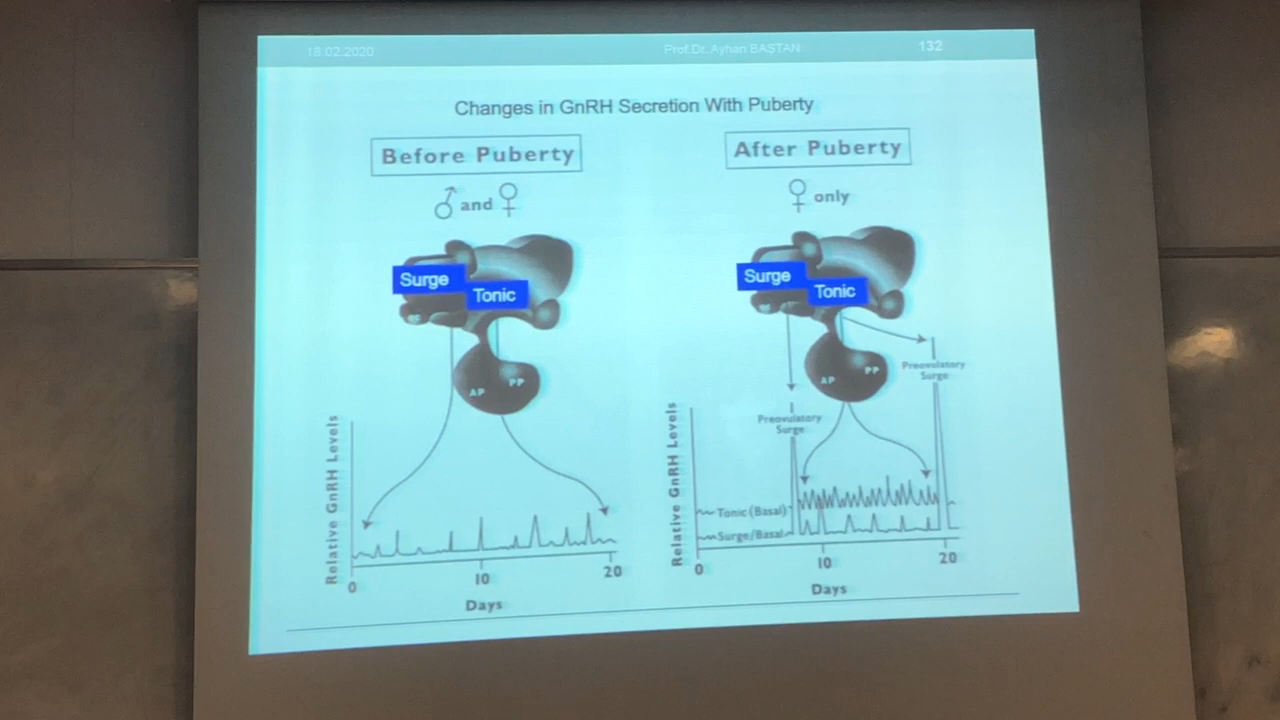 18.02.2020 Prof.Dr. Ayhan BASTAN 132
Changes in GnRH Secretion With Puberty
Before Puberty
♂ and ♀
Surge
Tonic
AP
PP
Relative GnRH Levels
0
10
20
Days
After Puberty
♀ only
Surge
Tonic
AP
PP
Preovulatory
Surge
Preovulatory
Surge
Relative GnRH Levels
Tonic (Basal)
Surge/Basal
0
10
20
Days